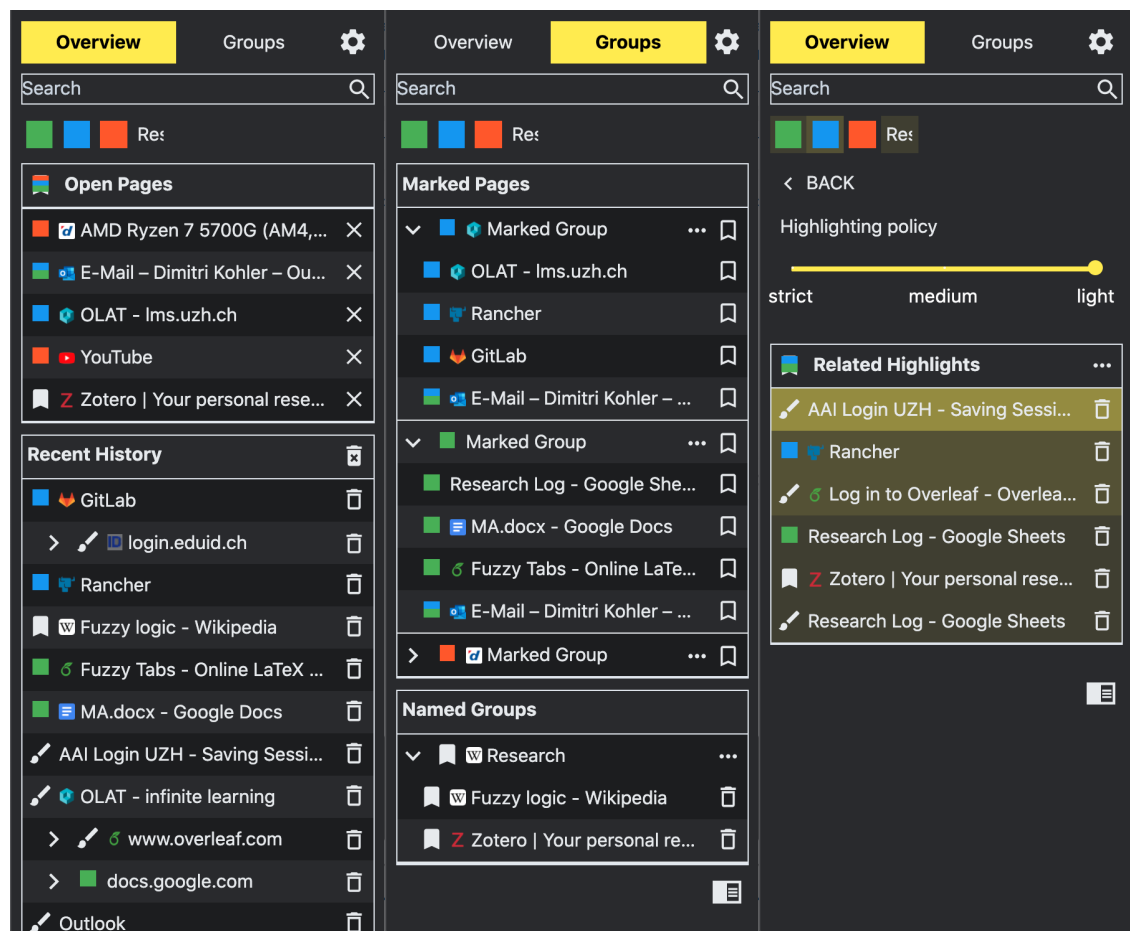 Overview Groups
Search
Res
Open Pages
AMD Ryzen 7 5700G (AM4,...
E-Mail – Dimitri Kohler – Ou...
OLAT - lms.uzh.ch
YouTube
Zotero | Your personal rese...
Recent History
GitLab
login.eduid.ch
Rancher
Fuzzy logic - Wikipedia
Fuzzy Tabs - Online LaTeX ...
MA.docx - Google Docs
AAI Login UZH - Saving Sessi...
OLAT - infinite learning
www.overleaf.com
docs.google.com
Outlook
Overview Groups
Search
Res
Marked Pages
Marked Group ...
OLAT - lms.uzh.ch
Rancher
GitLab
E-Mail – Dimitri Kohler – ...
Marked Group ...
Research Log - Google She...
MA.docx - Google Docs
Fuzzy Tabs - Online LaTe...
E-Mail – Dimitri Kohler – ...
Marked Group ...
Named Groups
Research ...
Fuzzy logic - Wikipedia
Zotero | Your personal re...
Overview Groups
Search
Res
BACK
Highlighting policy
strict medium light
Related Highlights ...
AAI Login UZH - Saving Sessi...
Rancher
Log in to Overleaf - Overlea...
Research Log - Google Sheets
Zotero | Your personal rese...
Research Log - Google Sheets